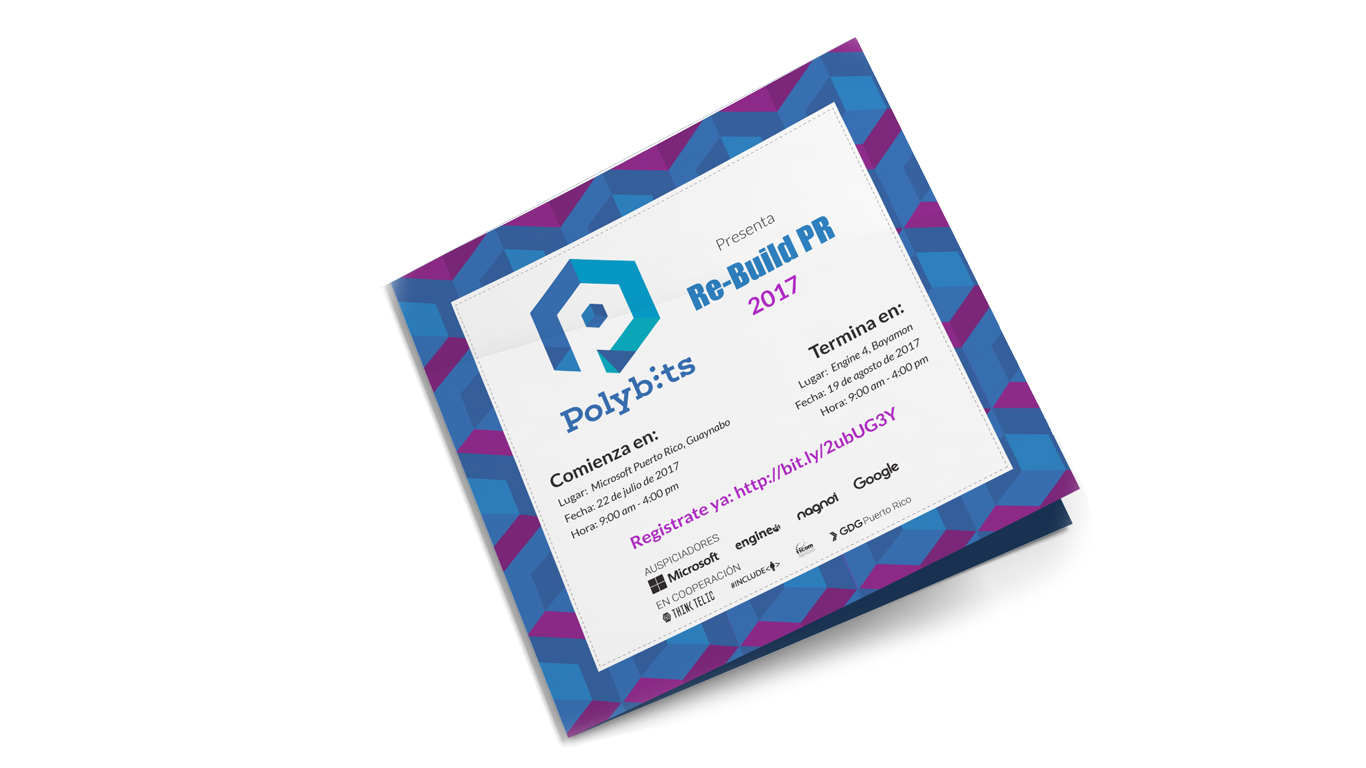 Polyb:ts
Presenta
Re-Build PR
2017
Comienza en:
Lugar: Microsoft Puerto Rico, Guaynabo
Fecha: 22 de julio de 2017
Hora: 9:00 am - 4:00 pm
Termina en:
Lugar: Engine 4, Bayamon
Fecha: 19 de agosto de 2017
Hora: 9:00 am - 4:00 pm
Registrate ya: http://bit.ly/2ubUG3Y
AUSPICIADORES
Microsoft
engine
nagnoi
Google
EN COOPERACIÓN
THINK TELIC
#INCLUDE< >
GDG Puerto Rico